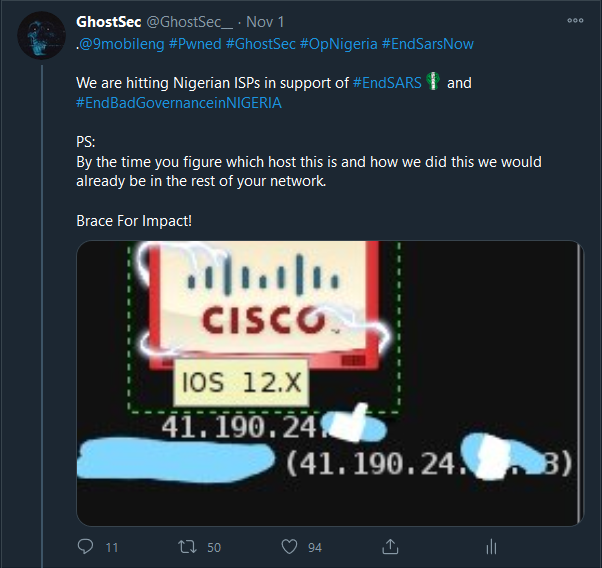 GhostSec @GhostSec__ · Nov 1
.@9mobileng #Pwned #GhostSec #OpNigeria #EndSarsNow
We are hitting Nigerian ISPs in support of #EndSARS and
#EndBadGovernanceinNIGERIA
PS:
By the time you figure which host this is and how we did this we would
already be in the rest of your network.
Brace For Impact!
CISCO
IOS 12.X
41.190.24.
(41.190.24. 3)
11 50 94